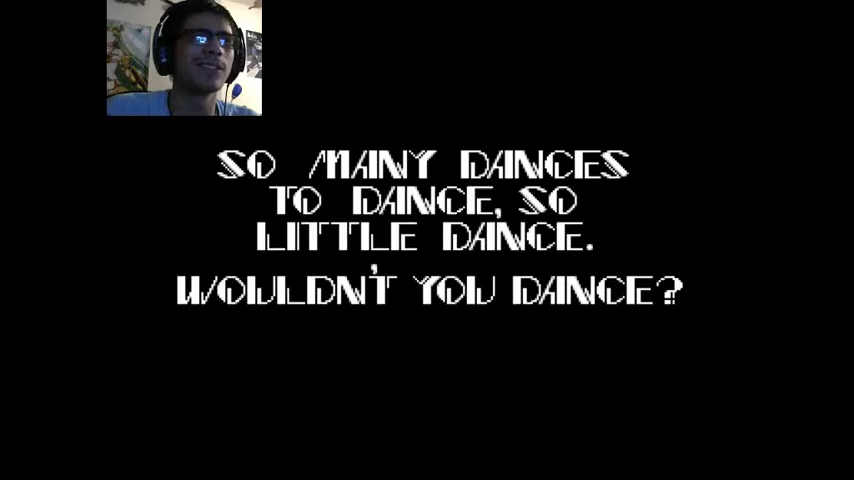 SO MANY DANCES
TO DANCE, SO
LITTLE DANCE.
WOULDN'T YOU DANCE?